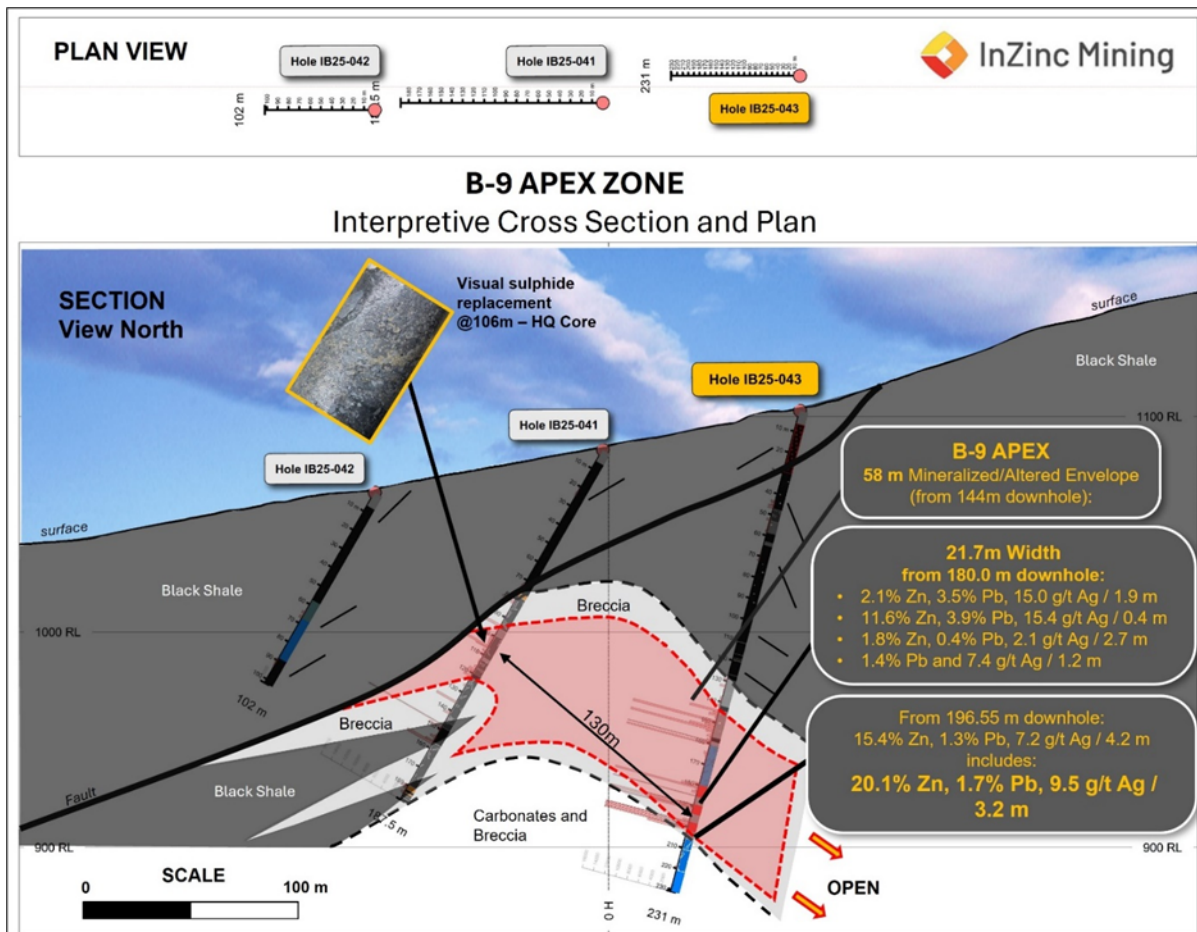 PLAN VIEW
Hole IB25-042
Hole IB25-041
231 m
InZinc Mining
102 m
Hole IB25-043
B-9 APEX ZONE
Interpretive Cross Section and Plan
SECTION
View North
Visual sulphide
replacement
@106m – HQ Core
surface
Black Shale
Hole IB25-043
1100 RL
Hole IB25-041
Hole IB25-042
surface
B-9 APEX
58 m Mineralized/Altered Envelope
(from 144m downhole):
21.7m Width
from 180.0 m downhole:
• 2.1% Zn, 3.5% Pb, 15.0 g/t Ag / 1.9 m
• 11.6% Zn, 3.9% Pb, 15.4 g/t Ag / 0.4 m
• 1.8% Zn, 0.4% Pb, 2.1 g/t Ag / 2.7 m
• 1.4% Pb and 7.4 g/t Ag / 1.2 m
Black Shale
Breccia
1000 RL
102 m
Breccia
130m
From 196.55 m downhole:
15.4% Zn, 1.3% Pb, 7.2 g/t Ag / 4.2 m
includes:
20.1% Zn, 1.7% Pb, 9.5 g/t Ag /
3.2 m
Black Shale
Fault
187.5 m
Carbonates and
Breccia
900 RL
900 RL
SCALE
0
100 m
231 m
OPEN